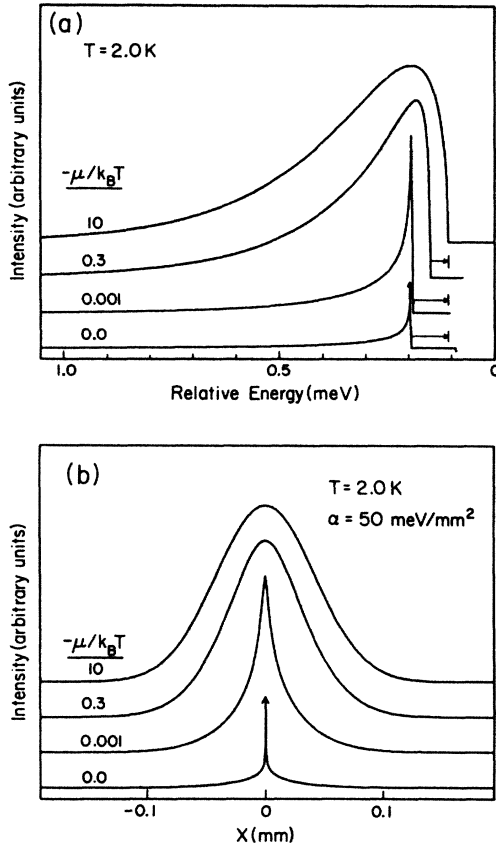 (a)
T = 2.0 K
Intensity (arbitrary units)
-μ/kBT
10
0.3
0.001
0.0
1.0 0.5 0
Relative Energy (meV)
(b)
T = 2.0 K
α = 50 meV/mm²
Intensity (arbitrary units)
-μ/kBT
10
0.3
0.001
0.0
-0.1 0 0.1
X (mm)